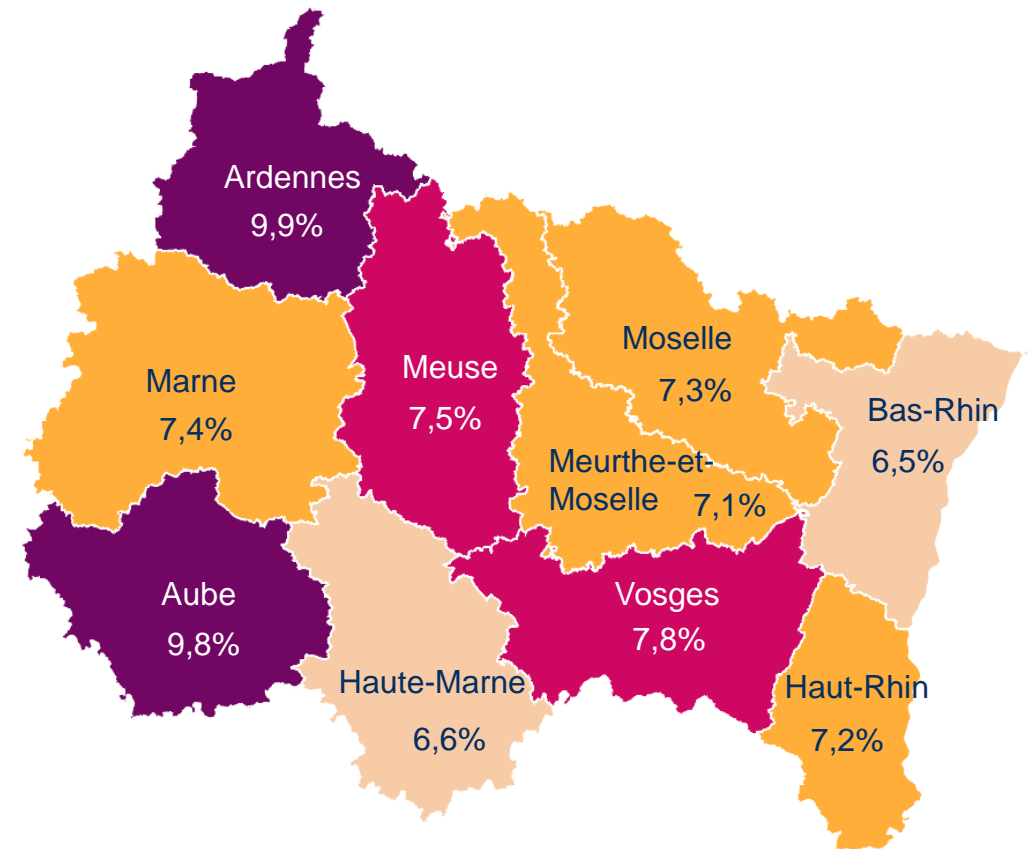 Ardennes
9,9%
Marne
7,4%
Meuse
7,5%
Moselle
7,3%
Bas-Rhin
6,5%
Meurthe-et-
Moselle 7,1%
Aube
9,8%
Haute-Marne
6,6%
Vosges
7,8%
Haut-Rhin
7,2%